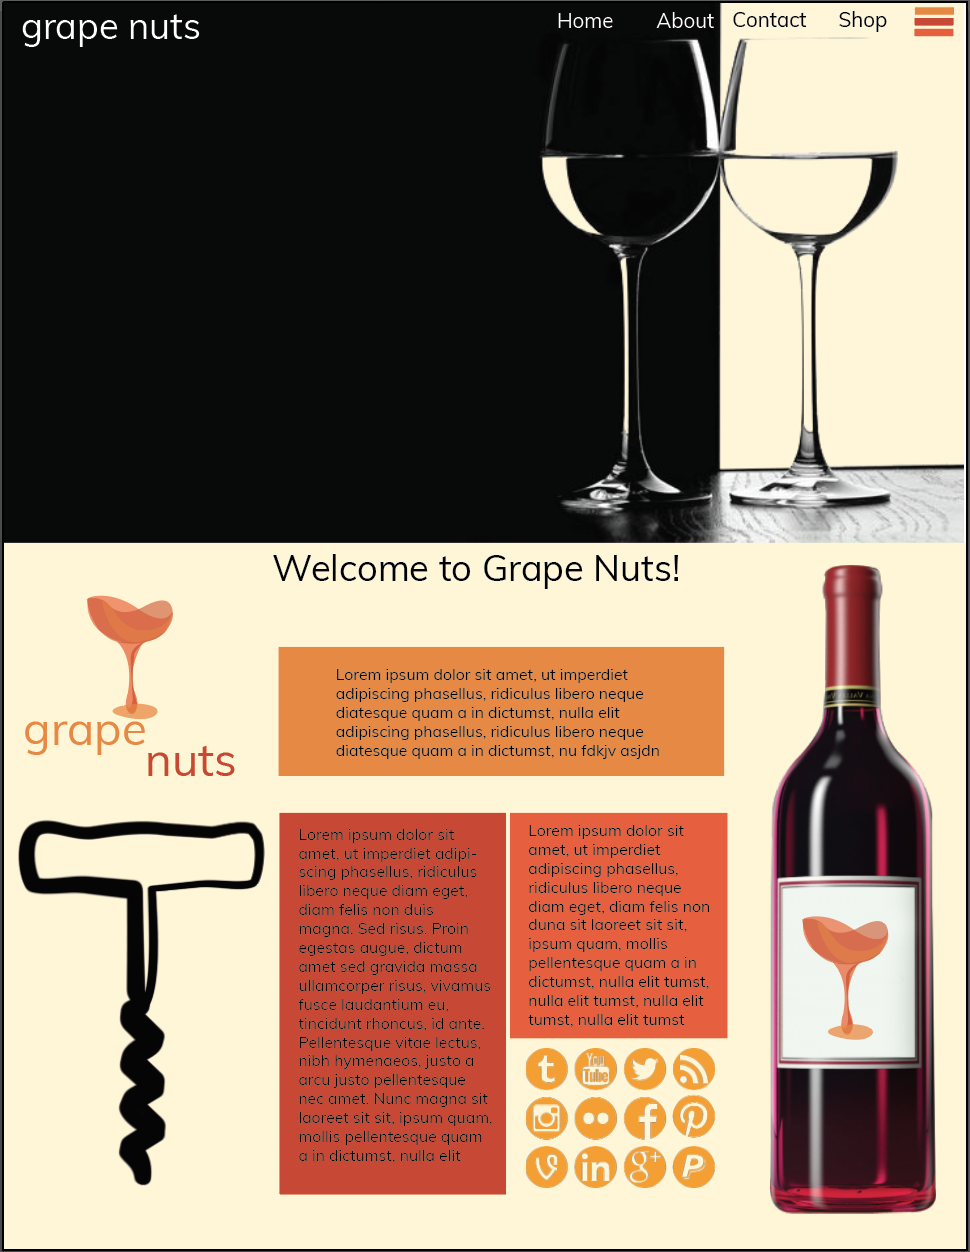 grape nuts
Home About Contact Shop
Welcome to Grape Nuts!
grape
nuts
Lorem ipsum dolor sit amet, ut imperdiet
adipiscing phasellus, ridiculus libero neque
diatesque quam a in dictumst, nulla elit
adipiscing phasellus, ridiculus libero neque
diatesque quam a in dictumst, nu fdkjv asjdn
Lorem ipsum dolor sit
amet, ut imperdiet adipi-
scing phasellus, ridiculus
libero neque diam eget,
diam felis non duis
magna. Sed risus. Proin
egestas augue, dictum
amet sed gravida massa
ullamcorper risus, vivamus
fusce laudantium eu,
tincidunt rhoncus, id ante.
Pellentesque vitae lectus,
nibh hymenaeos, justo a
arcu justo pellentesque
nec amet. Nunc magna sit
laoreet sit sit, ipsum quam,
mollis pellentesque quam
a in dictumst, nulla elit
Lorem ipsum dolor sit
amet, ut imperdiet
adipiscing phasellus,
ridiculus libero neque
diam eget, diam felis non
duna sit laoreet sit sit,
ipsum quam, mollis
pellentesque quam a in
dictumst, nulla elit tumst,
nulla elit tumst, nulla elit
tumst, nulla elit tumst
You
Tube
in
g+